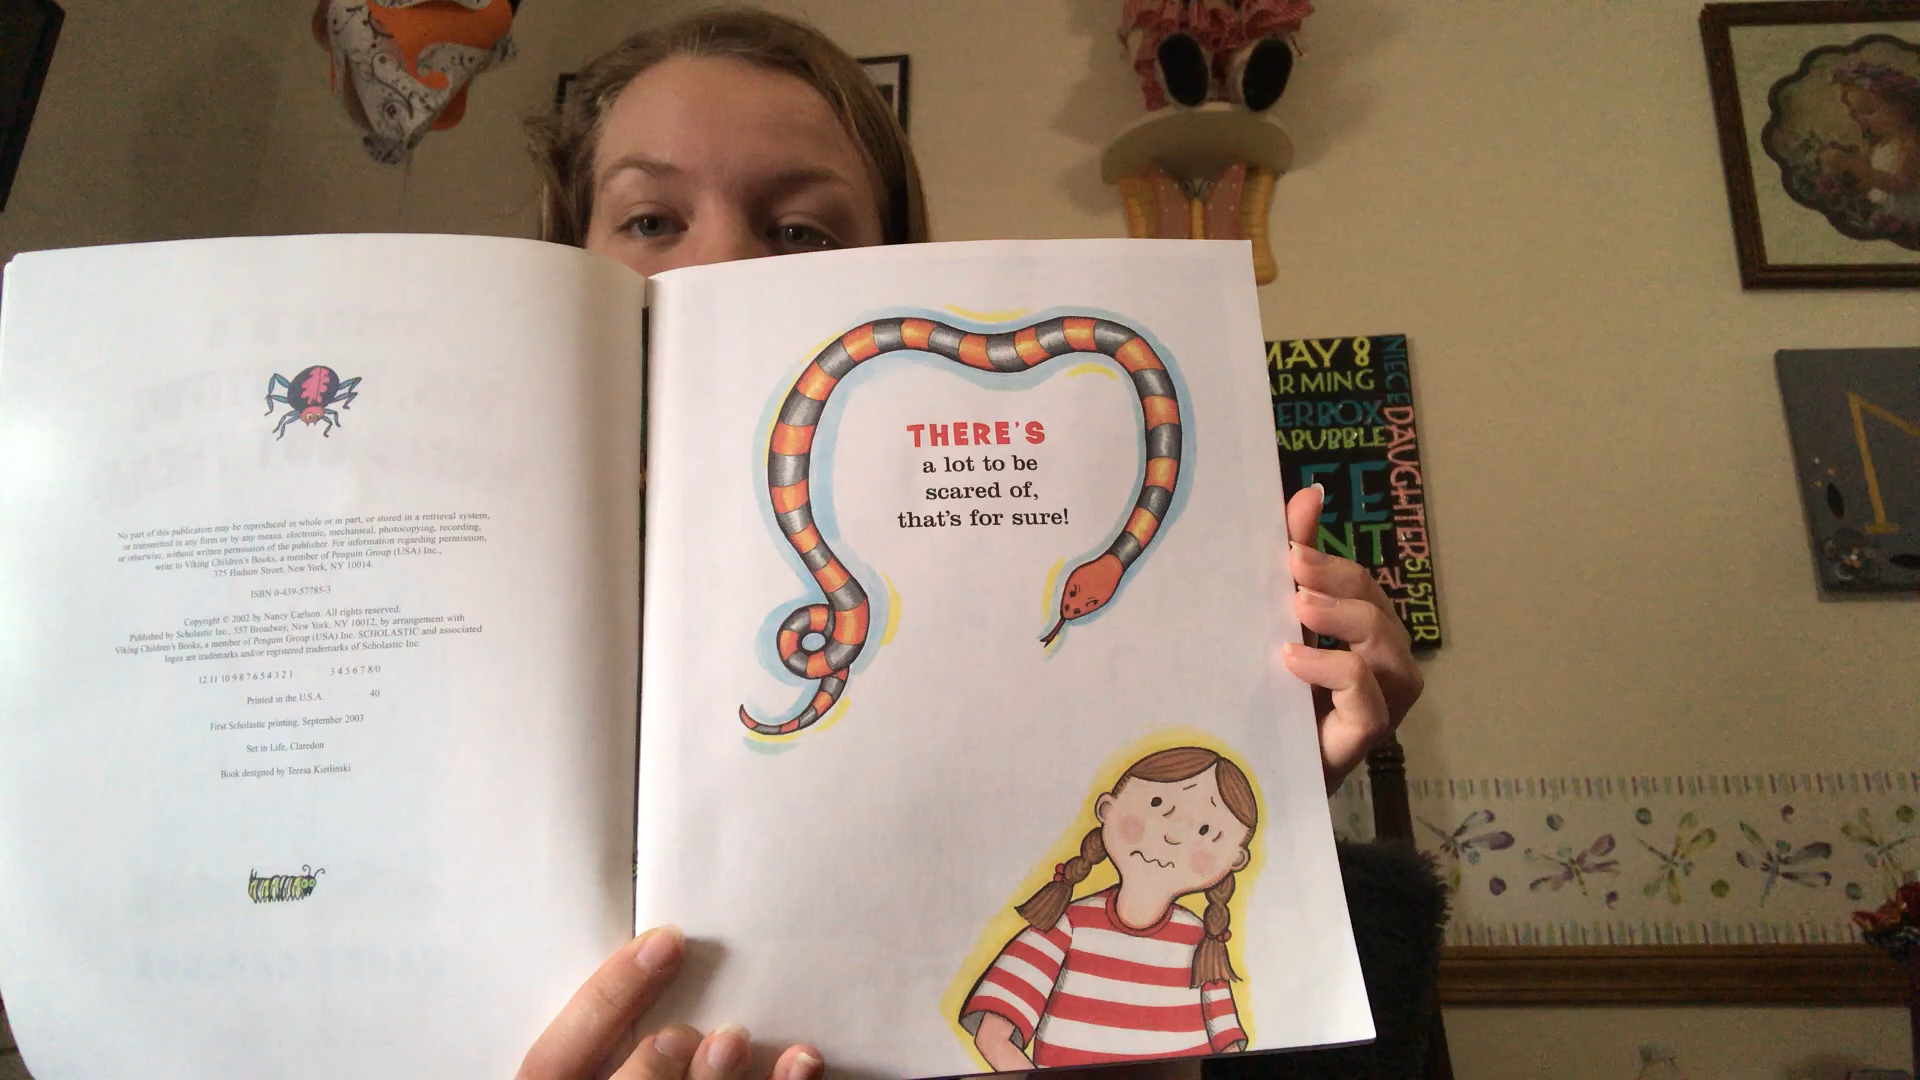 No part of this publication may be reproduced in whole or in part, or stored in a retrieval system,
or transmitted in any form or by any means, electronic, mechanical, photocopying, recording,
or otherwise, without written permission of the publisher. For information regarding permission,
write to Viking Children's Books, a member of Penguin Group (USA) Inc.,
375 Hudson Street, New York, NY 10014.
ISBN 0-439-57785-3
Copyright © 2002 by Nancy Carlson. All rights reserved.
Published by Scholastic Inc., 557 Broadway, New York, NY 10012, by arrangement with
Viking Children's Books, a member of Penguin Group (USA) Inc. SCHOLASTIC and associated
logos are trademarks and/or registered trademarks of Scholastic Inc.
12 11 10 9 8 7 6 5 4 3 2 1 3 4 5 6 7 8/0
Printed in the U.S.A. 40
First Scholastic printing, September 2003
Set in Life, Claredon
Book designed by Teresa Kietlinski
THERE'S
a lot to be
scared of,
that's for sure!
MAY 8
NIECE
DAUGHTER
SISTER